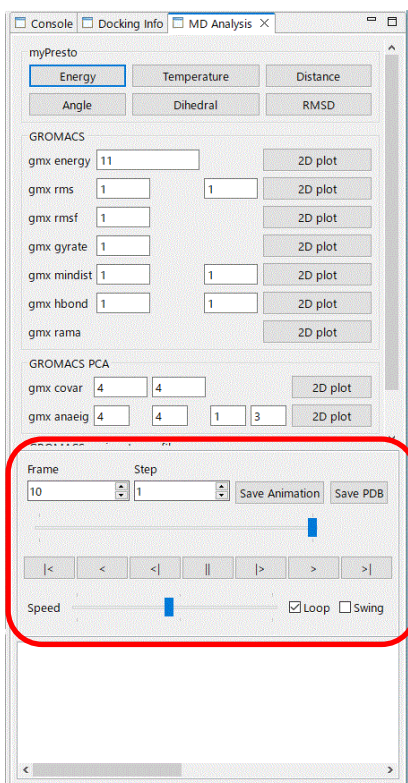 Console Docking Info MD Analysis
myPresto
Energy Temperature Distance
Angle Dihedral RMSD
GROMACS
gmx energy 11 2D plot
gmx rms 1 1 2D plot
gmx rmsf 1 2D plot
gmx gyrate 1 2D plot
gmx mindist 1 1 2D plot
gmx hbond 1 1 2D plot
gmx rama 2D plot
GROMACS PCA
gmx covar 4 4 2D plot
gmx anaeig 4 4 1 3 2D plot
Frame Step
10 1 Save Animation Save PDB
|< < <| || |> > >|
Speed Loop Swing